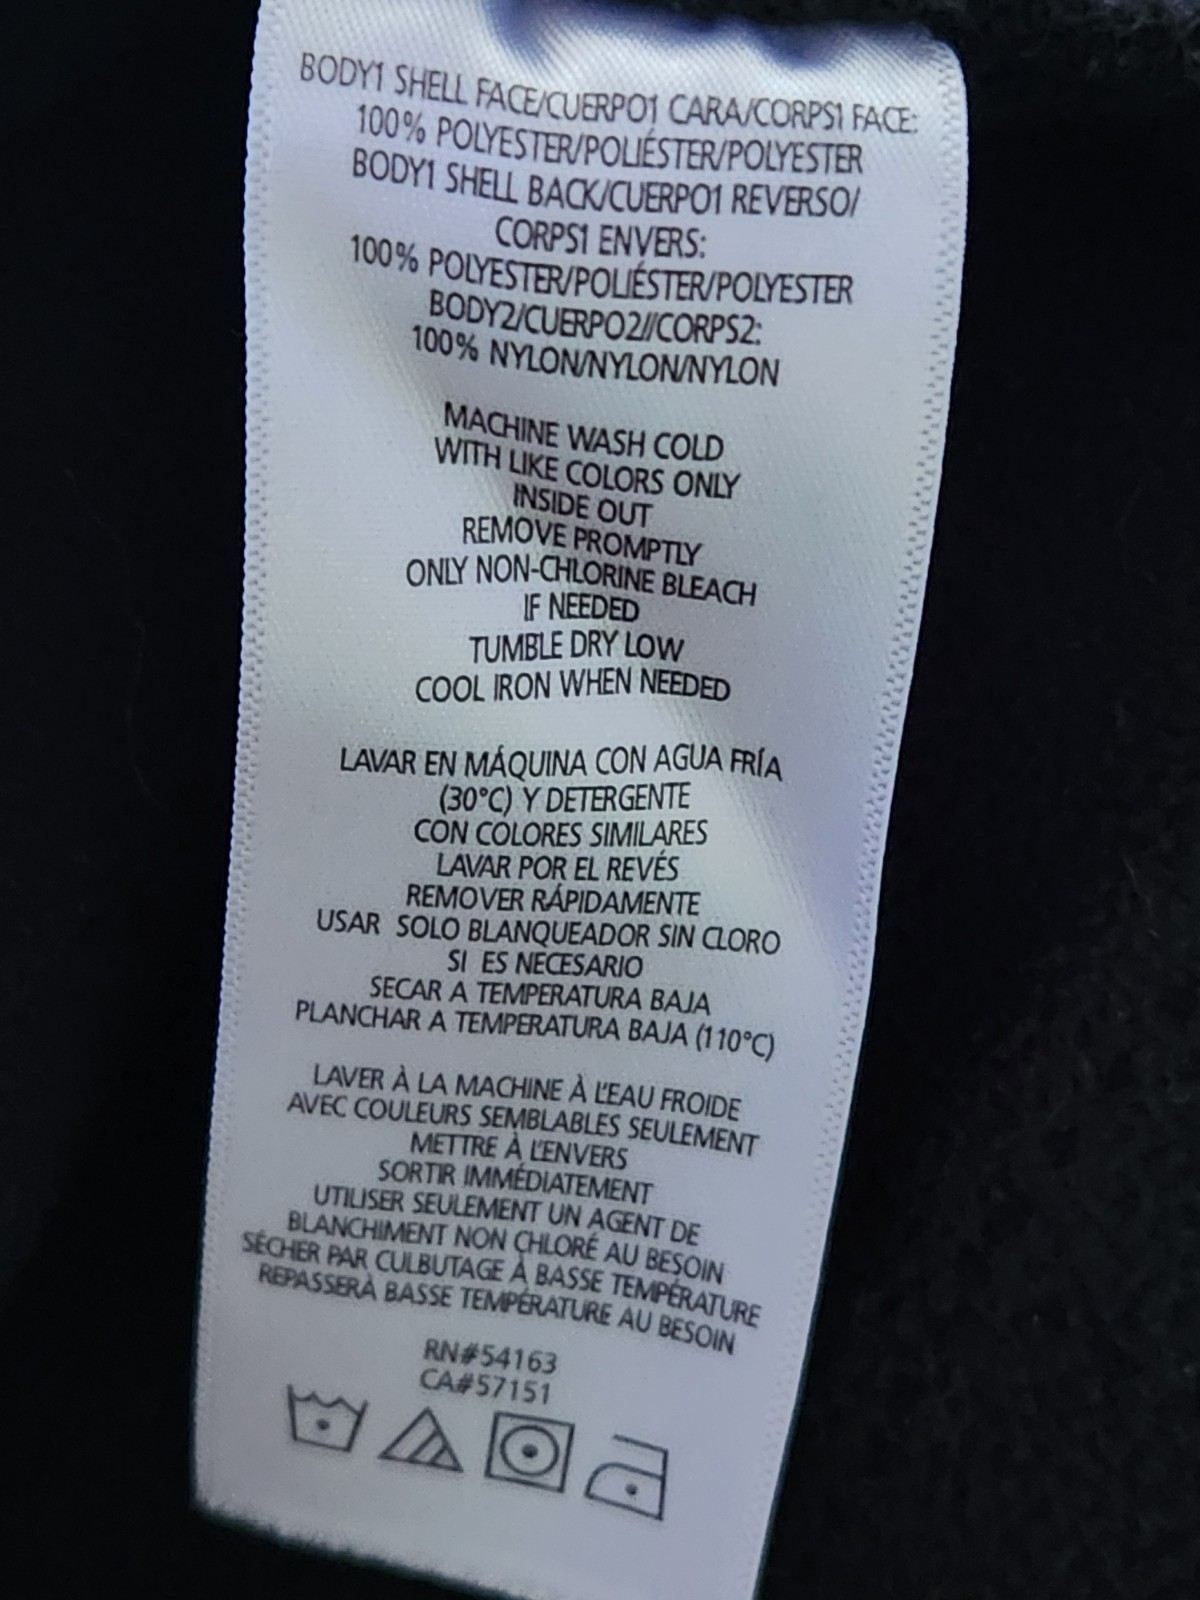 BODY1 SHELL FACE/CUERPO1 CARA/CORPS1 FACE:
100% POLYESTER/POLIÉSTER/POLYESTER
BODY1 SHELL BACK/CUERPO1 REVERSO/
CORPS1 ENVERS:
100% POLYESTER/POLIÉSTER/POLYESTER
BODY2/CUERPO2//CORPS2:
100% NYLON/NYLON/NYLON
MACHINE WASH COLD
WITH LIKE COLORS ONLY
INSIDE OUT
REMOVE PROMPTLY
ONLY NON-CHLORINE BLEACH
IF NEEDED
TUMBLE DRY LOW
COOL IRON WHEN NEEDED
LAVAR EN MÁQUINA CON AGUA FRÍA
(30°C) Y DETERGENTE
CON COLORES SIMILARES
LAVAR POR EL REVÉS
REMOVER RÁPIDAMENTE
USAR SOLO BLANQUEADOR SIN CLORO
SI ES NECESARIO
SECAR A TEMPERATURA BAJA
PLANCHAR A TEMPERATURA BAJA (110°C)
LAVER À LA MACHINE À L'EAU FROIDE
AVEC COULEURS SEMBLABLES SEULEMENT
METTRE À L'ENVERS
SORTIR IMMÉDIATEMENT
UTILISER SEULEMENT UN AGENT DE
BLANCHIMENT NON CHLORÉ AU BESOIN
SÉCHER PAR CULBUTAGE À BASSE TEMPÉRATURE
REPASSERÀ BASSE TEMPÉRATURE AU BESOIN
RN#54163
CA#57151